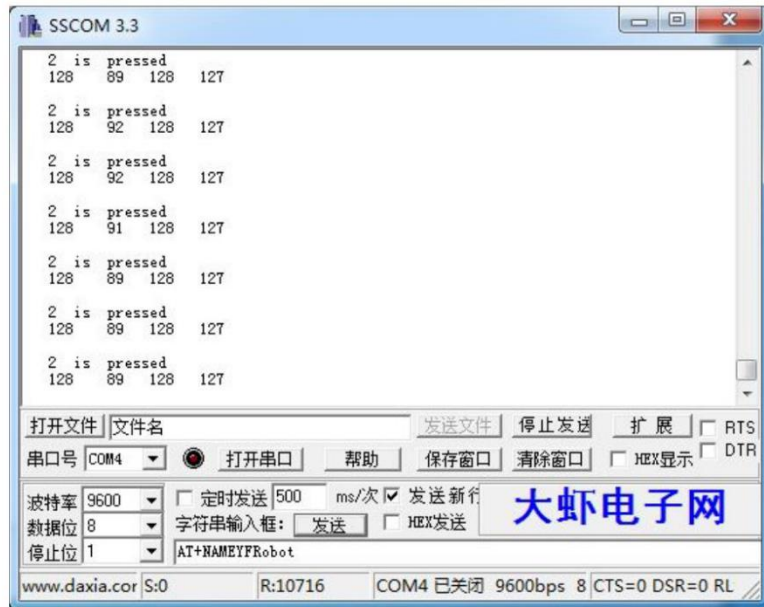 SSCOM 3.3
2 is pressed
128 89 128 127
2 is pressed
128 92 128 127
2 is pressed
128 92 128 127
2 is pressed
128 91 128 127
2 is pressed
128 89 128 127
2 is pressed
128 89 128 127
2 is pressed
128 89 128 127
打开文件 文件名 发送文件 停止发送 扩展 RTS
串口号 COM4 打开串口 帮助 保存窗口 清除窗口 HEX显示 DTR
波特率 9600 定时发送 500 ms/次 发送新行 大虾电子网
数据位 8 字符串输入框： 发送 HEX发送
停止位 1 AT+NAMEYFRobot
www.daxia.cor S:0 R:10716 COM4 已关闭 9600bps 8 CTS=0 DSR=0 RL